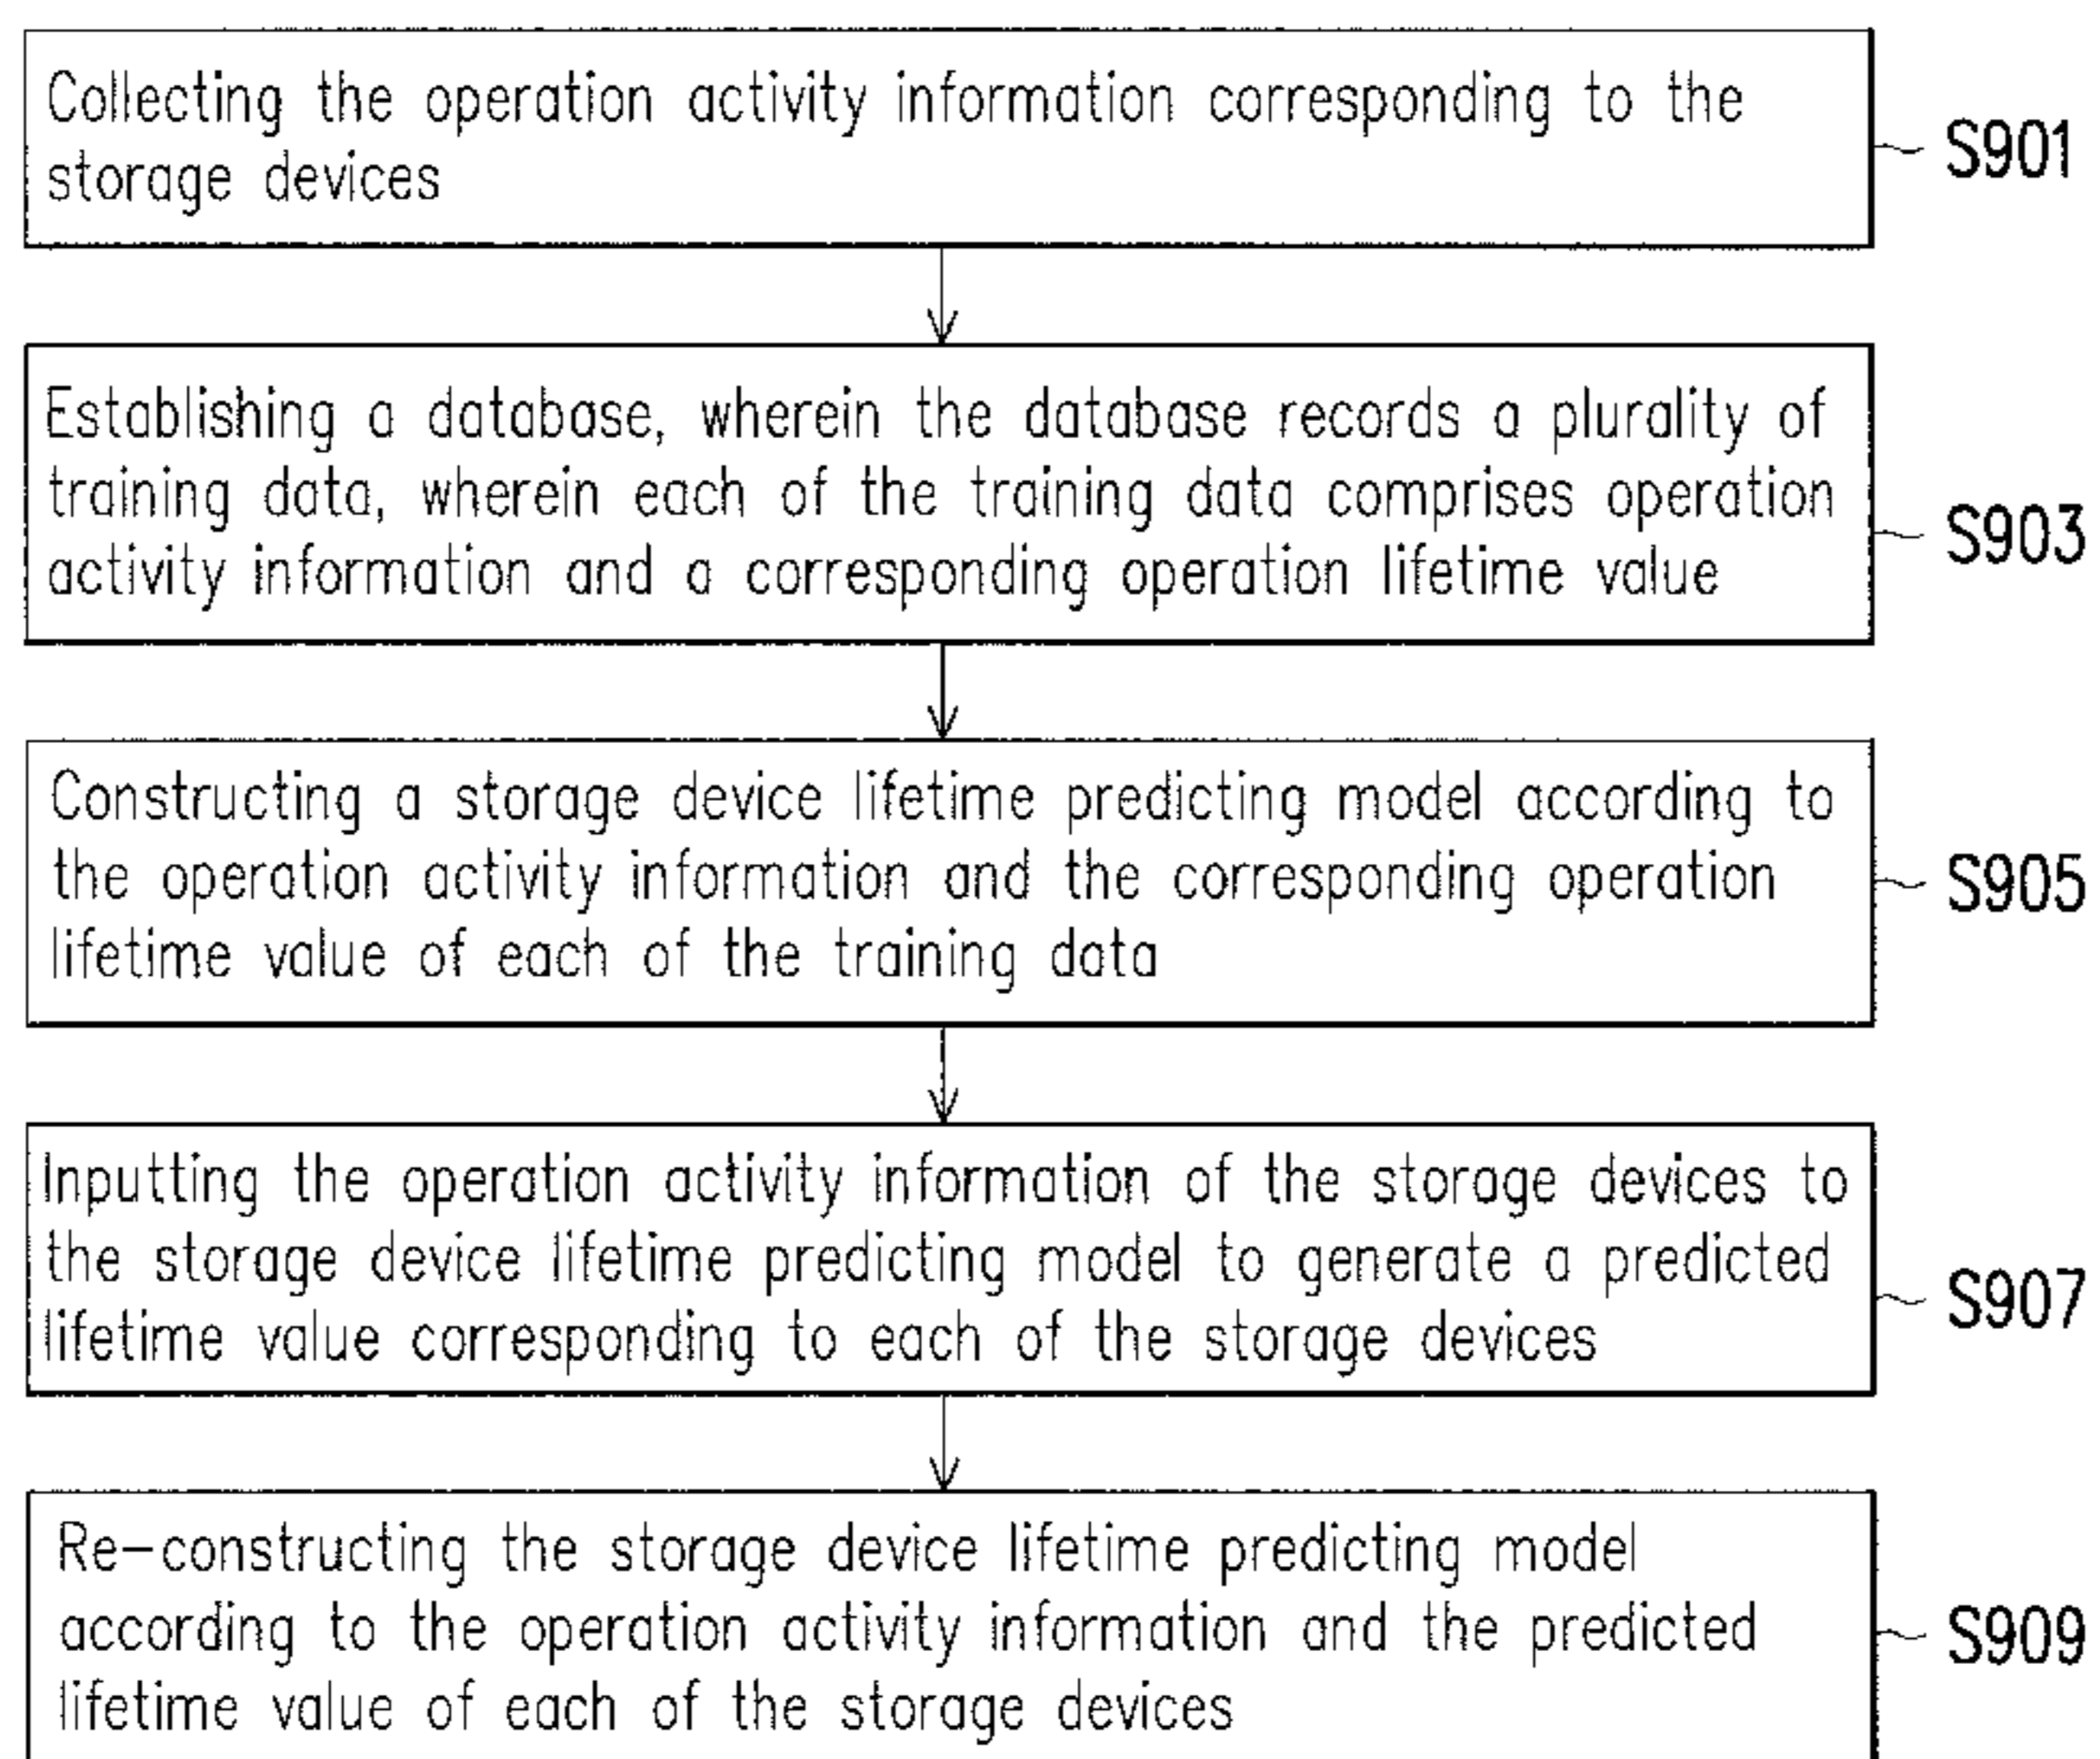 Collecting the operation activity information corresponding to the
storage devices
S901
Establishing a database, wherein the database records a plurality of
training data, wherein each of the training data comprises operation
activity information and a corresponding operation lifetime value
S903
Constructing a storage device lifetime predicting model according to
the operation activity information and the corresponding operation
lifetime value of each of the training data
S905
Inputting the operation activity information of the storage devices to
the storage device lifetime predicting model to generate a predicted
lifetime value corresponding to each of the storage devices
S907
Re-constructing the storage device lifetime predicting model
according to the operation activity information and the predicted
lifetime value of each of the storage devices
S909